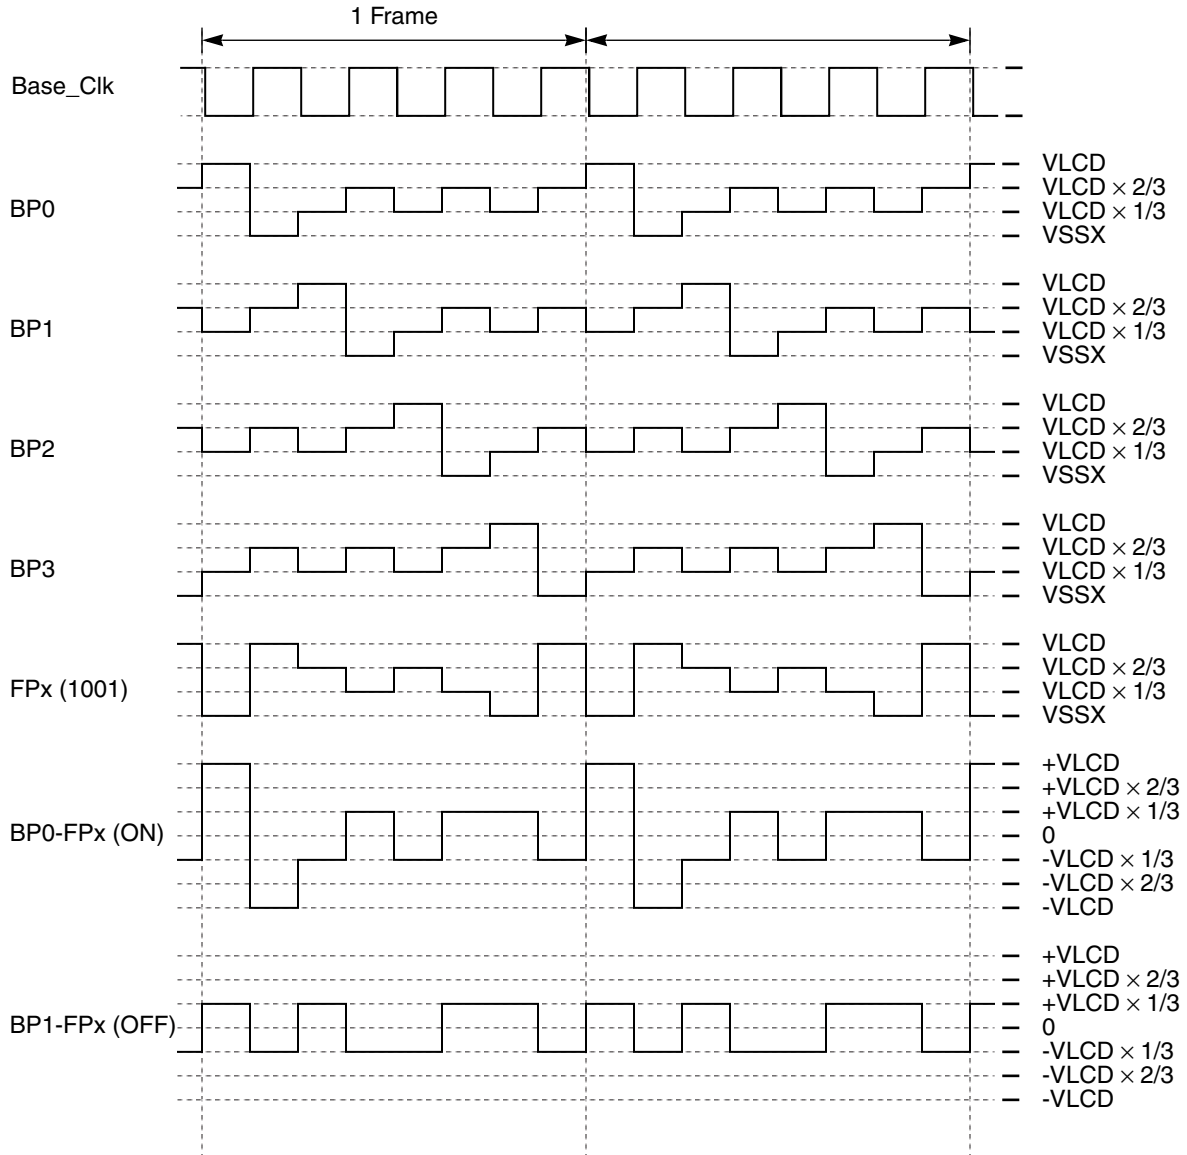 1 Frame
Base_Clk
VLCD
VLCD × 2/3
BP0
VLCD × 1/3
VSSX
VLCD
VLCD × 2/3
BP1
VLCD × 1/3
VSSX
VLCD
VLCD × 2/3
BP2
VLCD × 1/3
VSSX
VLCD
VLCD × 2/3
BP3
VLCD × 1/3
VSSX
VLCD
VLCD × 2/3
FPx (1001)
VLCD × 1/3
VSSX
+VLCD
+VLCD × 2/3
+VLCD × 1/3
BP0-FPx (ON)
0
-VLCD × 1/3
-VLCD × 2/3
-VLCD
+VLCD
+VLCD × 2/3
+VLCD × 1/3
BP1-FPx (OFF)
0
-VLCD × 1/3
-VLCD × 2/3
-VLCD